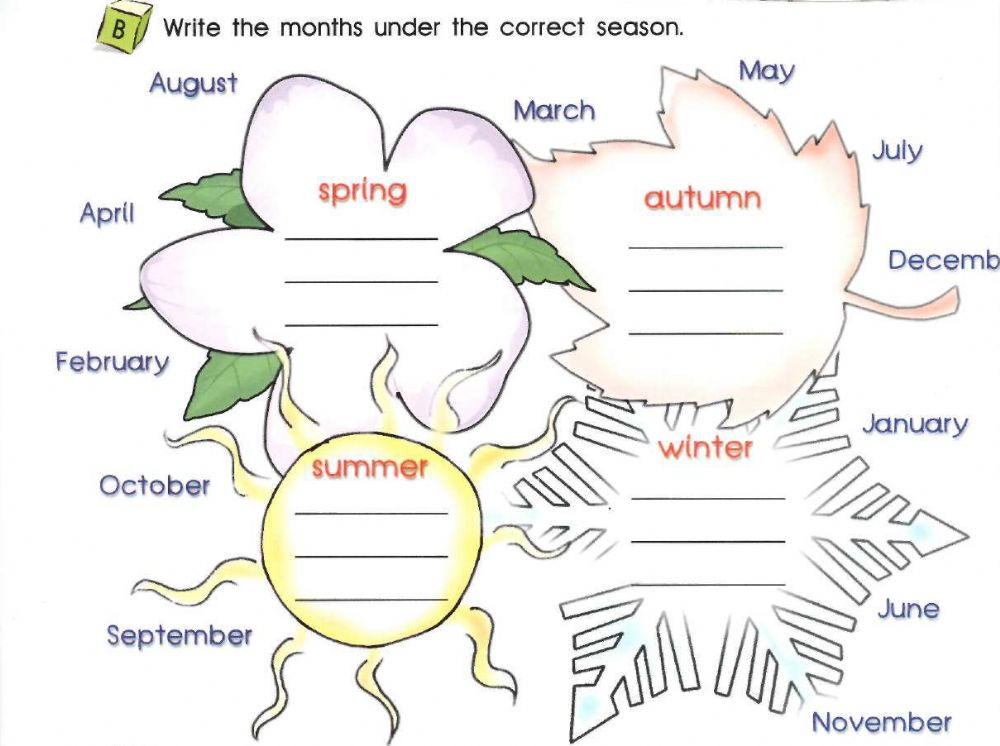 B Write the months under the correct season.
August
March
May
July
spring
autumn
April
Decemb
February
January
winter
summer
October
June
September
November